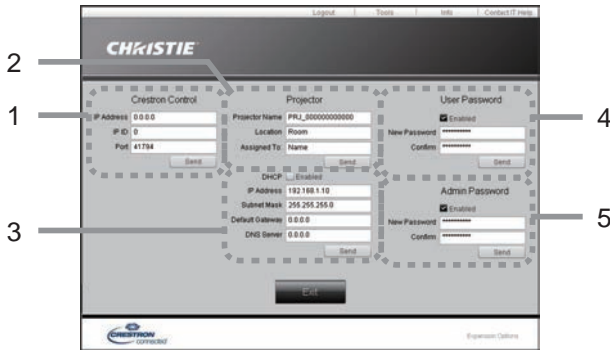 Logout Tools Info Contact IT Help
CHRISTIE
1
2
3
4
5
Crestron Control
IP Address 0.0.0.0
IP ID 0
Port 41794
Send
Projector
Projector Name PRJ_000000000000
Location Room
Assigned To Name
Send
DHCP Enabled
IP Address 192.168.1.10
Subnet Mask 255.255.255.0
Default Gateway 0.0.0.0
DNS Server 0.0.0.0
Send
User Password
Enabled
New Password **********
Confirm **********
Send
Admin Password
Enabled
New Password **********
Confirm **********
Send
Exit
CRESTRON
connected
Expansion Options